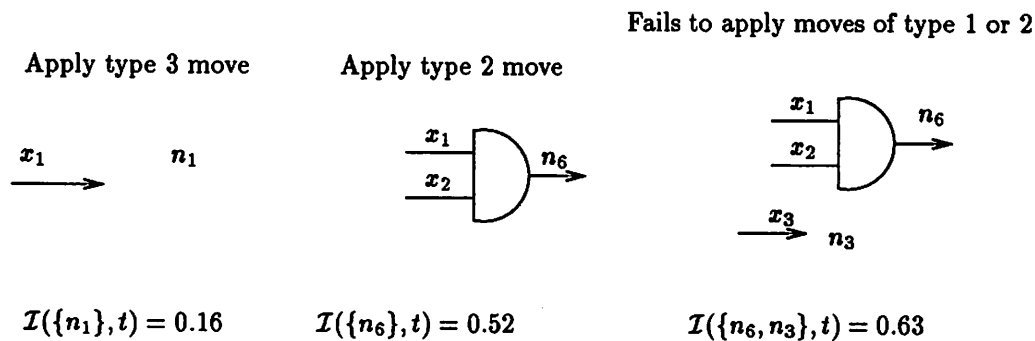 Fails to apply moves of type 1 or 2
Apply type 3 move
Apply type 2 move
x₁
n₁
x₁
x₂
n₆
x₁
x₂
n₆
x₃
n₃
𝓘({n₁}, t) = 0.16
𝓘({n₆}, t) = 0.52
𝓘({n₆, n₃}, t) = 0.63